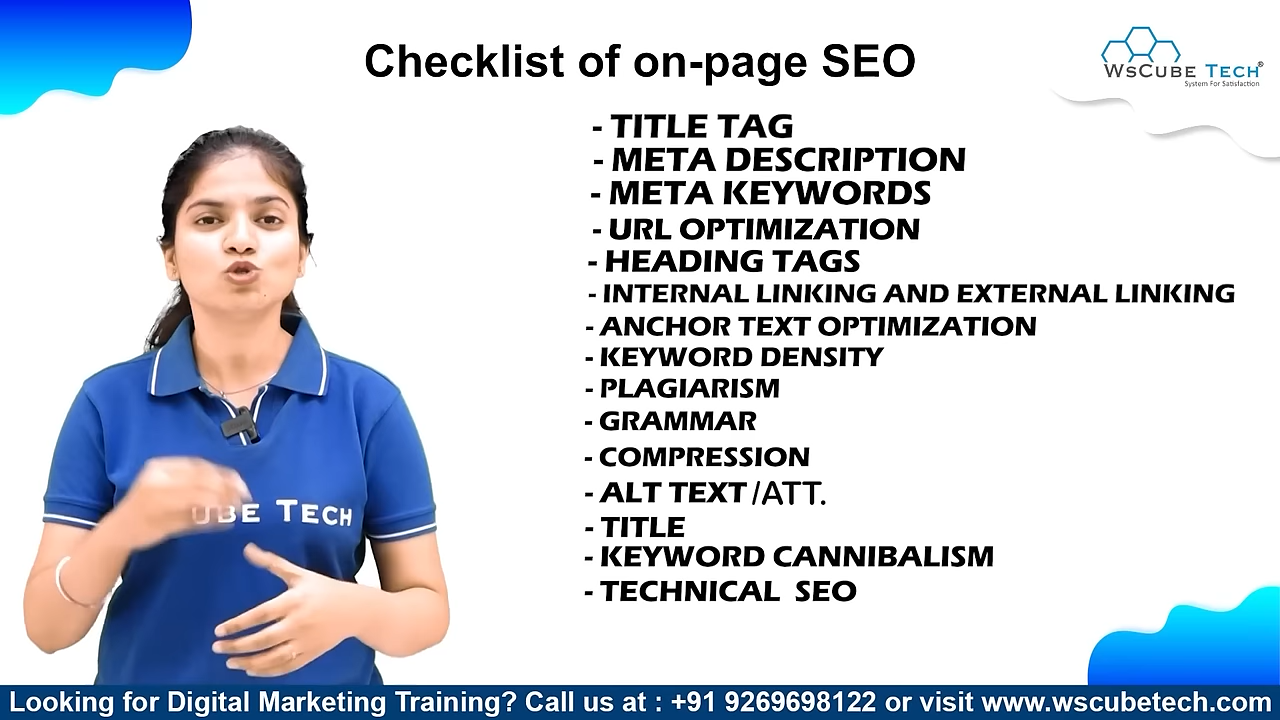 Checklist of on-page SEO
WsCube Tech®
System For Satisfaction
- TITLE TAG
- META DESCRIPTION
- META KEYWORDS
- URL OPTIMIZATION
- HEADING TAGS
- INTERNAL LINKING AND EXTERNAL LINKING
- ANCHOR TEXT OPTIMIZATION
- KEYWORD DENSITY
- PLAGIARISM
- GRAMMAR
- COMPRESSION
- ALT TEXT /ATT.
- TITLE
- KEYWORD CANNIBALISM
- TECHNICAL SEO
UBE TECH
Looking for Digital Marketing Training? Call us at : +91 9269698122 or visit www.wscubetech.com